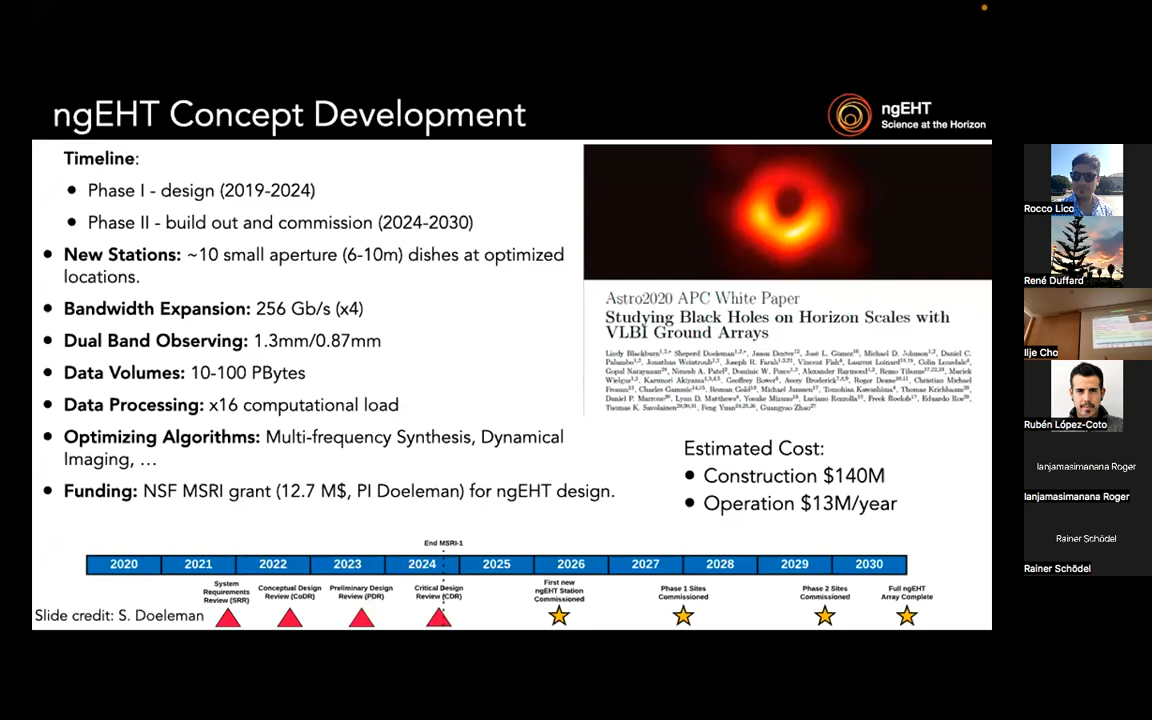 ngEHT Concept Development
ngEHT
Science at the Horizon
Timeline:
Phase I - design (2019-2024)
Phase II - build out and commission (2024-2030)
New Stations: ~10 small aperture (6-10m) dishes at optimized
locations.
Bandwidth Expansion: 256 Gb/s (x4)
Dual Band Observing: 1.3mm/0.87mm
Data Volumes: 10-100 PBytes
Data Processing: x16 computational load
Optimizing Algorithms: Multi-frequency Synthesis, Dynamical
Imaging, …
Funding: NSF MSRI grant (12.7 M$, PI Doeleman) for ngEHT design.
Astro2020 APC White Paper
Studying Black Holes on Horizon Scales with
VLBI Ground Arrays
Estimated Cost:
Construction $140M
Operation $13M/year
End MSRI-1
2020 2021 2022 2023 2024 2025 2026 2027 2028 2029 2030
System
Requirements
Review (SRR)
Conceptual Design
Review (CoDR)
Preliminary Design
Review (PDR)
Critical Design
Review (CDR)
First new
ngEHT Station
Commissioned
Phase 1 Sites
Commissioned
Phase 2 Sites
Commissioned
Full ngEHT
Array Complete
Slide credit: S. Doeleman
Rocco Lico
René Duffard
Ilje Cho
Rubén López-Coto
Ianjamasimanana Roger
Ianjamasimanana Roger
Rainer Schödel
Rainer Schödel